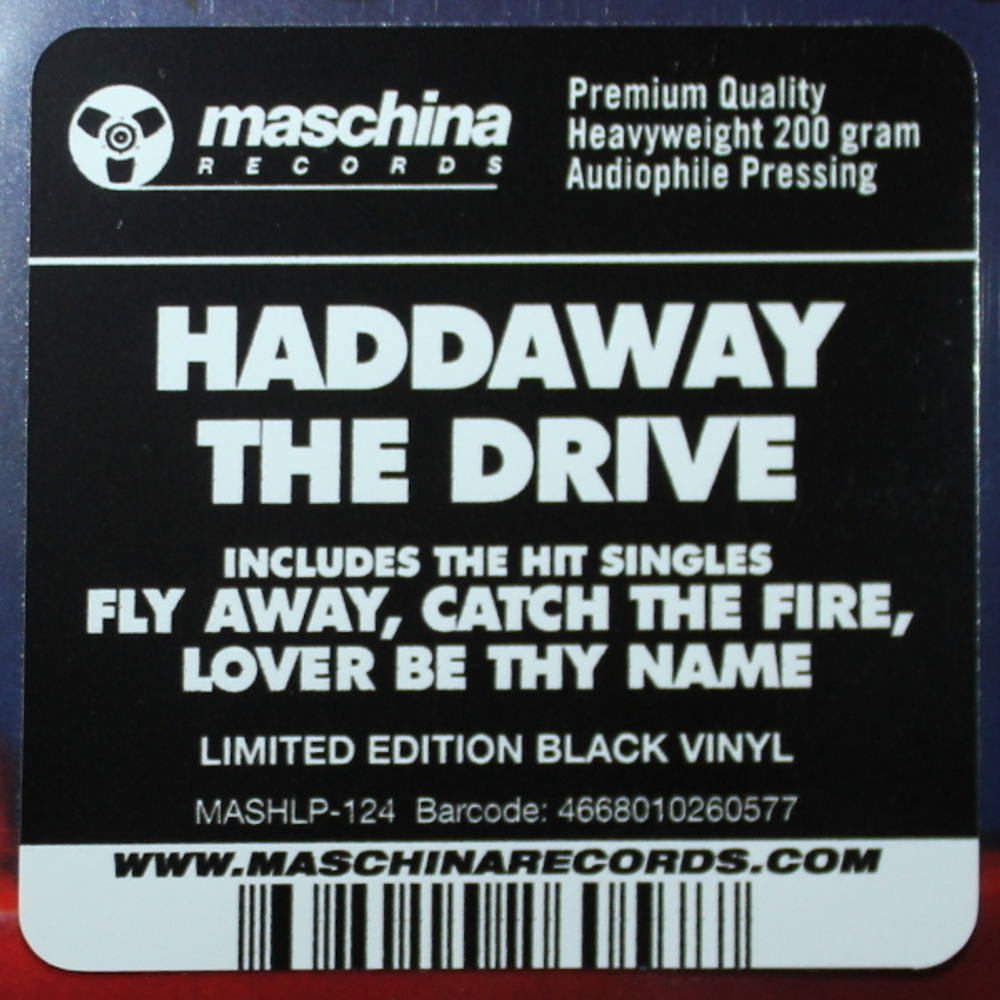 maschina
RECORDS
Premium Quality
Heavyweight 200 gram
Audiophile Pressing
HADDAWAY
THE DRIVE
INCLUDES THE HIT SINGLES
FLY AWAY, CATCH THE FIRE,
LOVER BE THY NAME
LIMITED EDITION BLACK VINYL
MASHLP-124 Barcode: 4668010260577
WWW.MASCHINARECORDS.COM